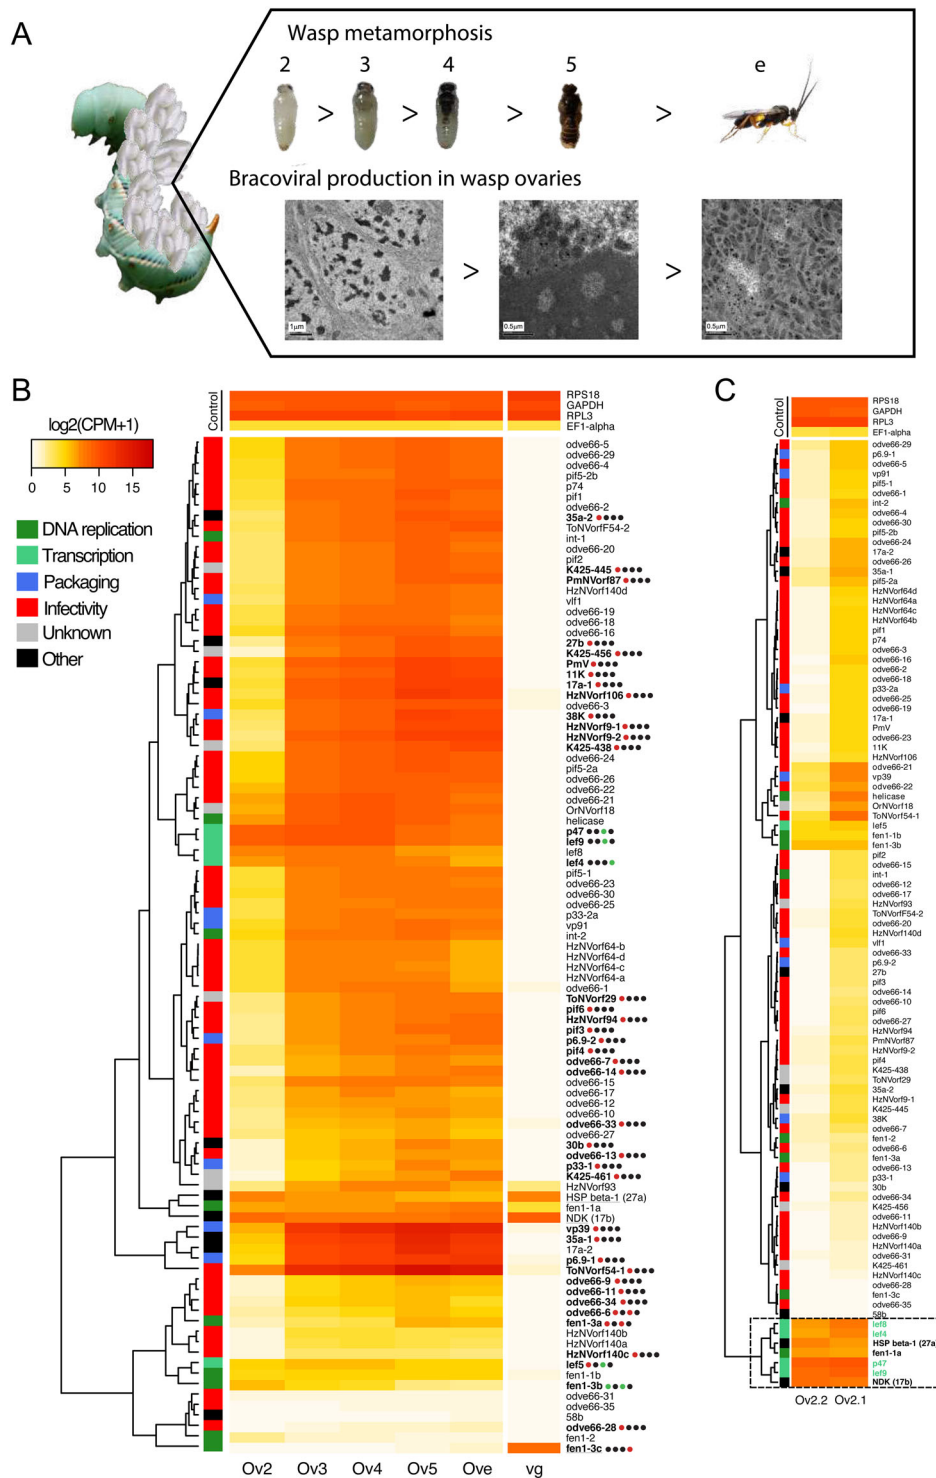 A
Wasp metamorphosis
2 3 4 5 e
> > > >
Bracoviral production in wasp ovaries
> >
1μm
0.5μm
0.5μm
B
log2(CPM+1)
0 5 10 15
DNA replication
Transcription
Packaging
Infectivity
Unknown
Other
Control
RPS18
GAPDH
RPL3
EF1-alpha
odve66-5
odve66-29
odve66-4
pif5-2b
p74
pif1
odve66-2
35a-2
ToNVorfF54-2
int-1
odve66-20
pif2
K425-445
PmNVorf87
HzNVorf140d
vlf1
odve66-19
odve66-18
odve66-16
27b
K425-456
PmV
11K
17a-1
HzNVorf106
odve66-3
38K
HzNVorf9-1
HzNVorf9-2
K425-438
odve66-24
pif5-2a
odve66-26
odve66-22
odve66-21
OrNVorf18
helicase
p47
lef9
lef8
lef4
pif5-1
odve66-23
odve66-30
odve66-25
p33-2a
vp91
int-2
HzNVorf64-b
HzNVorf64-d
HzNVorf64-c
HzNVorf64-a
odve66-1
ToNVorf29
pif6
HzNVorf94
pif3
p6.9-2
pif4
odve66-7
odve66-14
odve66-15
odve66-17
odve66-12
odve66-10
odve66-33
odve66-27
30b
odve66-13
p33-1
K425-461
HzNVorf93
HSP beta-1 (27a)
fen1-1a
NDK (17b)
vp39
35a-1
17a-2
p6.9-1
ToNVorf54-1
odve66-9
odve66-11
odve66-34
odve66-6
fen1-3a
HzNVorf140b
HzNVorf140a
HzNVorf140c
lef5
fen1-1b
fen1-3b
odve66-31
odve66-35
58b
odve66-28
fen1-2
fen1-3c
Ov2 Ov3 Ov4 Ov5 Ove vg
C
Control
RPS18
GAPDH
RPL3
EF1-alpha
odve66-29
p6.9-1
odve66-5
vp91
pif5-1
odve66-1
int-2
odve66-4
odve66-30
pif5-2b
odve66-24
17a-2
odve66-26
35a-1
pif5-2a
HzNVorf64d
HzNVorf64a
HzNVorf64c
HzNVorf64b
pif1
p74
odve66-3
odve66-16
odve66-2
odve66-18
p33-2a
odve66-25
odve66-19
17a-1
PmV
odve66-23
11K
HzNVorf106
odve66-21
vp39
odve66-22
helicase
OrNVorf18
ToNVorf54-1
lef5
fen1-1b
fen1-3b
pif2
odve66-15
int-1
odve66-12
odve66-17
HzNVorf93
ToNVorfF54-2
odve66-20
HzNVorf140d
vlf1
odve66-33
p6.9-2
27b
pif3
odve66-14
odve66-10
pif6
odve66-27
HzNVorf94
PmNVorf87
HzNVorf9-2
pif4
K425-438
ToNVorf29
35a-2
HzNVorf9-1
K425-445
38K
odve66-7
fen1-2
odve66-6
fen1-3a
odve66-13
p33-1
30b
odve66-34
K425-456
odve66-11
HzNVorf140b
odve66-9
HzNVorf140a
odve66-31
K425-461
HzNVorf140c
odve66-28
fen1-3c
odve66-35
58b
lef8
lef4
HSP beta-1 (27a)
fen1-1a
p47
lef9
NDK (17b)
Ov2.2 Ov2.1